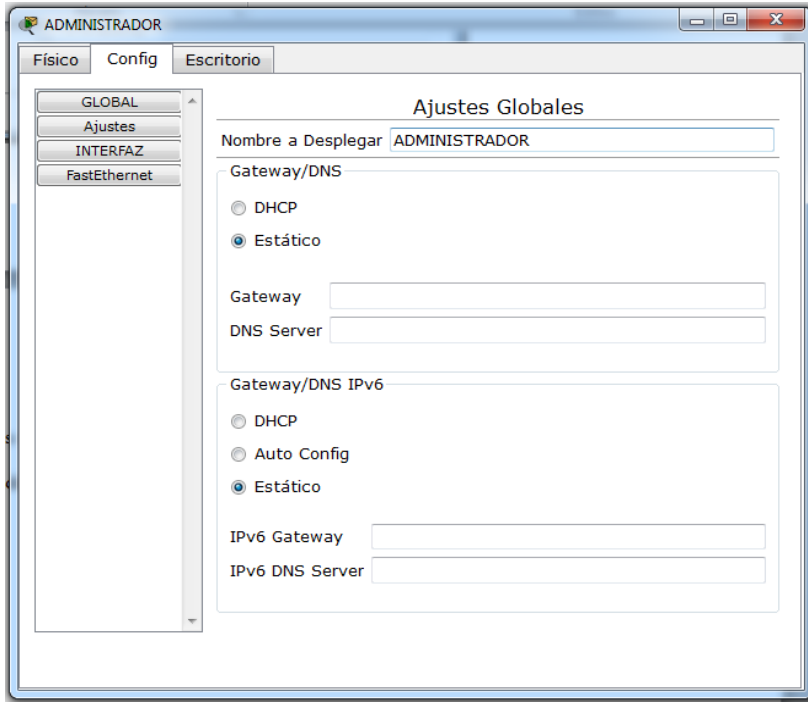 ADMINISTRADOR
Físico Config Escritorio
GLOBAL
Ajustes
INTERFAZ
FastEthernet
Ajustes Globales
Nombre a Desplegar ADMINISTRADOR
Gateway/DNS
DHCP
Estático
Gateway
DNS Server
Gateway/DNS IPv6
DHCP
Auto Config
Estático
IPv6 Gateway
IPv6 DNS Server